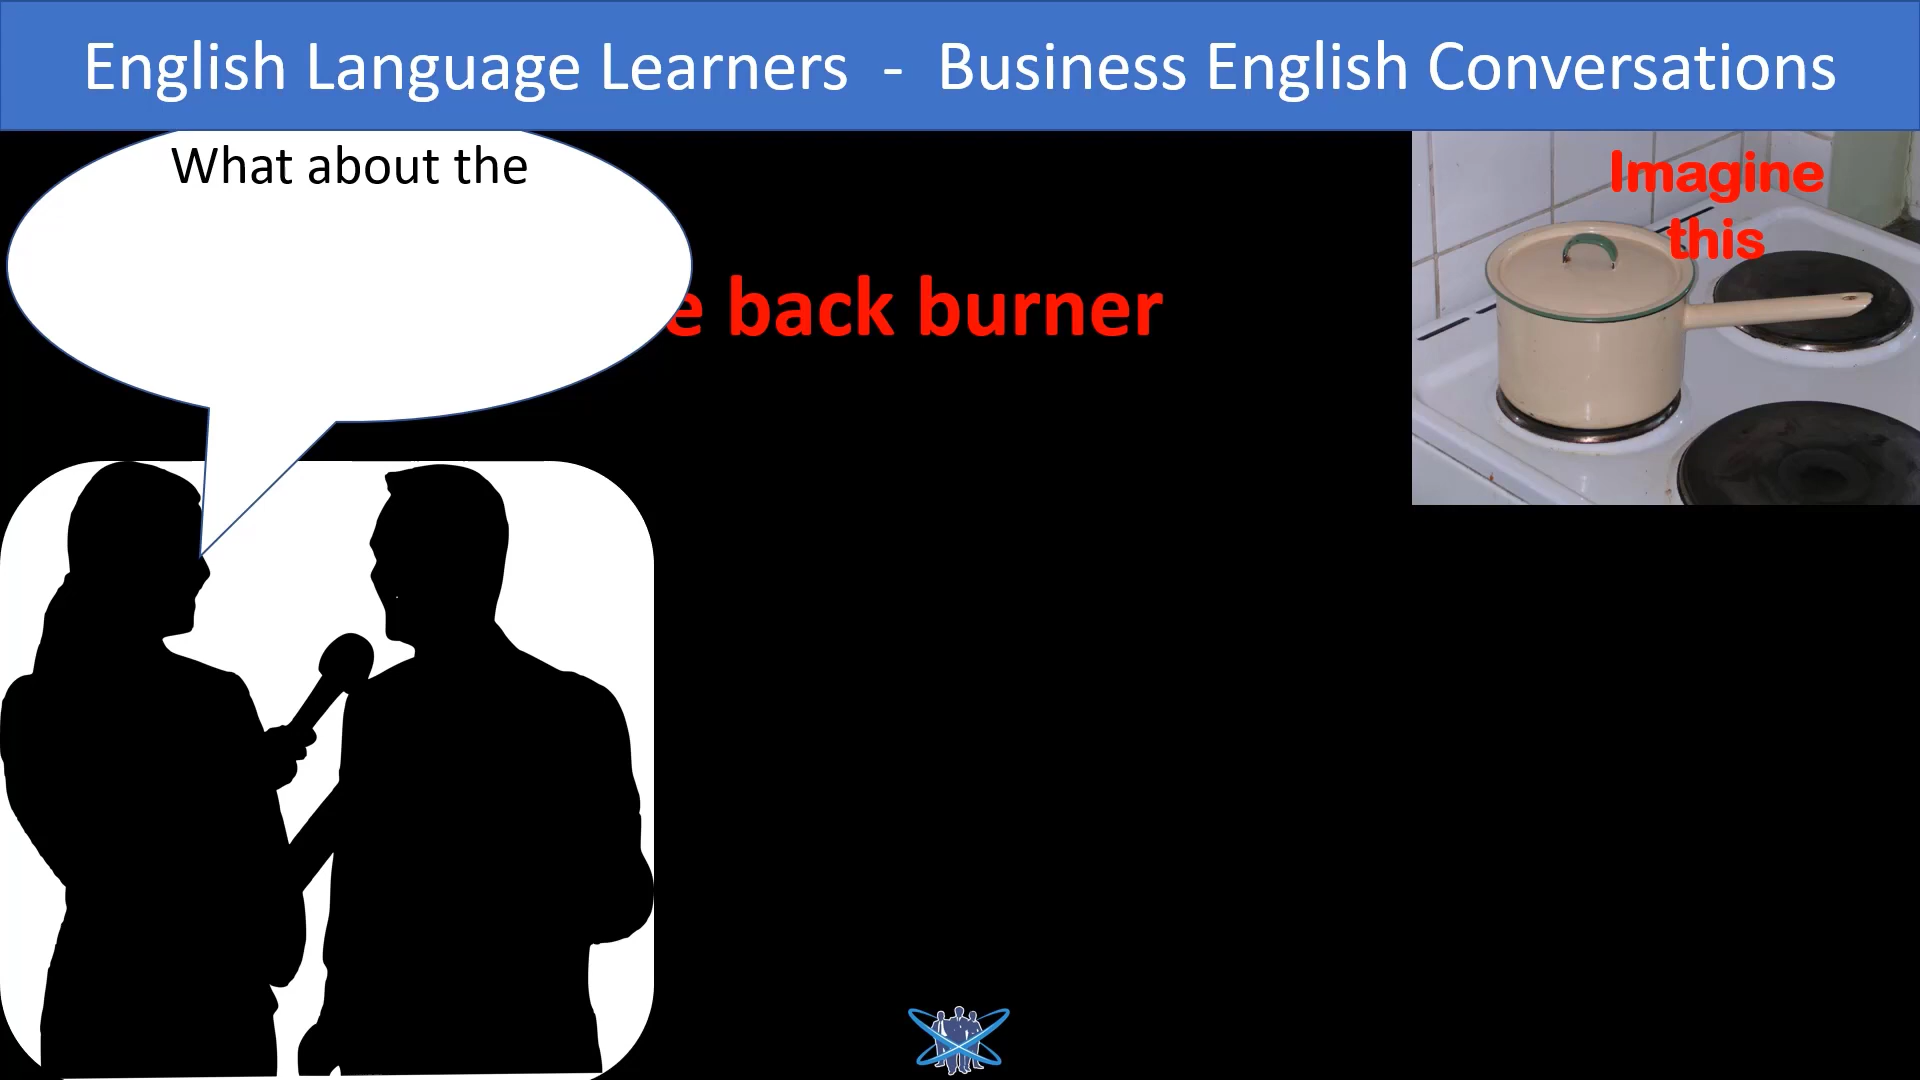 English Language Learners - Business English Conversations
What about the
Imagine
this
e back burner